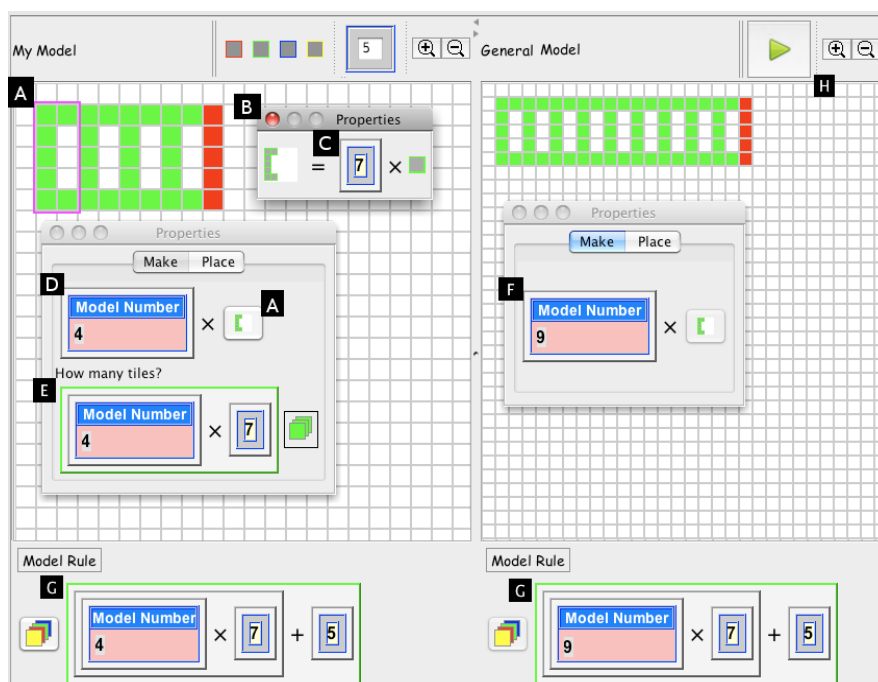 My Model
5
General Model
A
H
B
Properties
C
= 7 ×
Properties
Make Place
D
Model Number
4
×
A
How many tiles?
E
Model Number
4
× 7
Properties
Make Place
F
Model Number
9
×
Model Rule
G
Model Number
4
× 7 + 5
Model Rule
G
Model Number
9
× 7 + 5